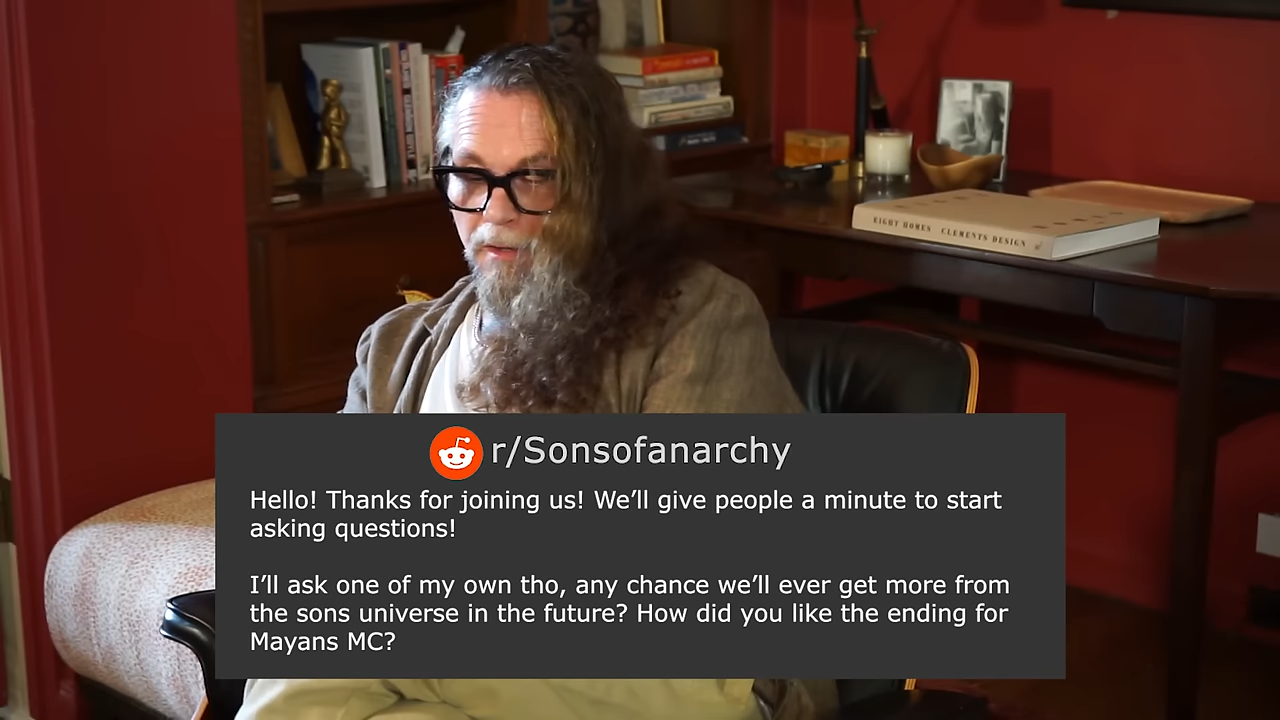 r/Sonsofanarchy
Hello! Thanks for joining us! We’ll give people a minute to start
asking questions!
I’ll ask one of my own tho, any chance we’ll ever get more from
the sons universe in the future? How did you like the ending for
Mayans MC?
EIGHT HOMES CLEMENTS DESIGN